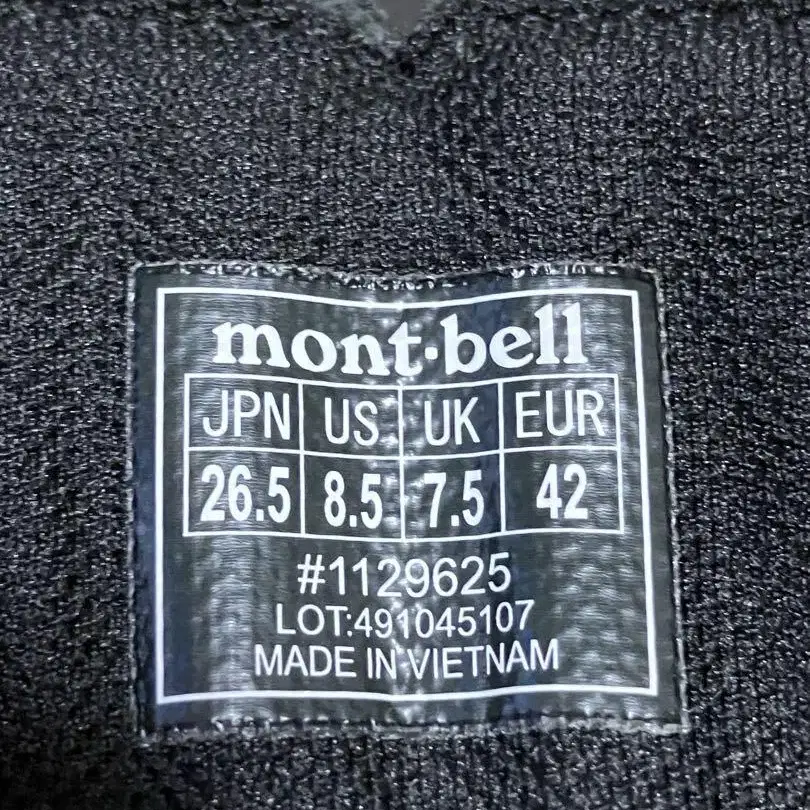 mont-bell
JPN US UK EUR
26.5 8.5 7.5 42
#1129625
LOT:491045107
MADE IN VIETNAM